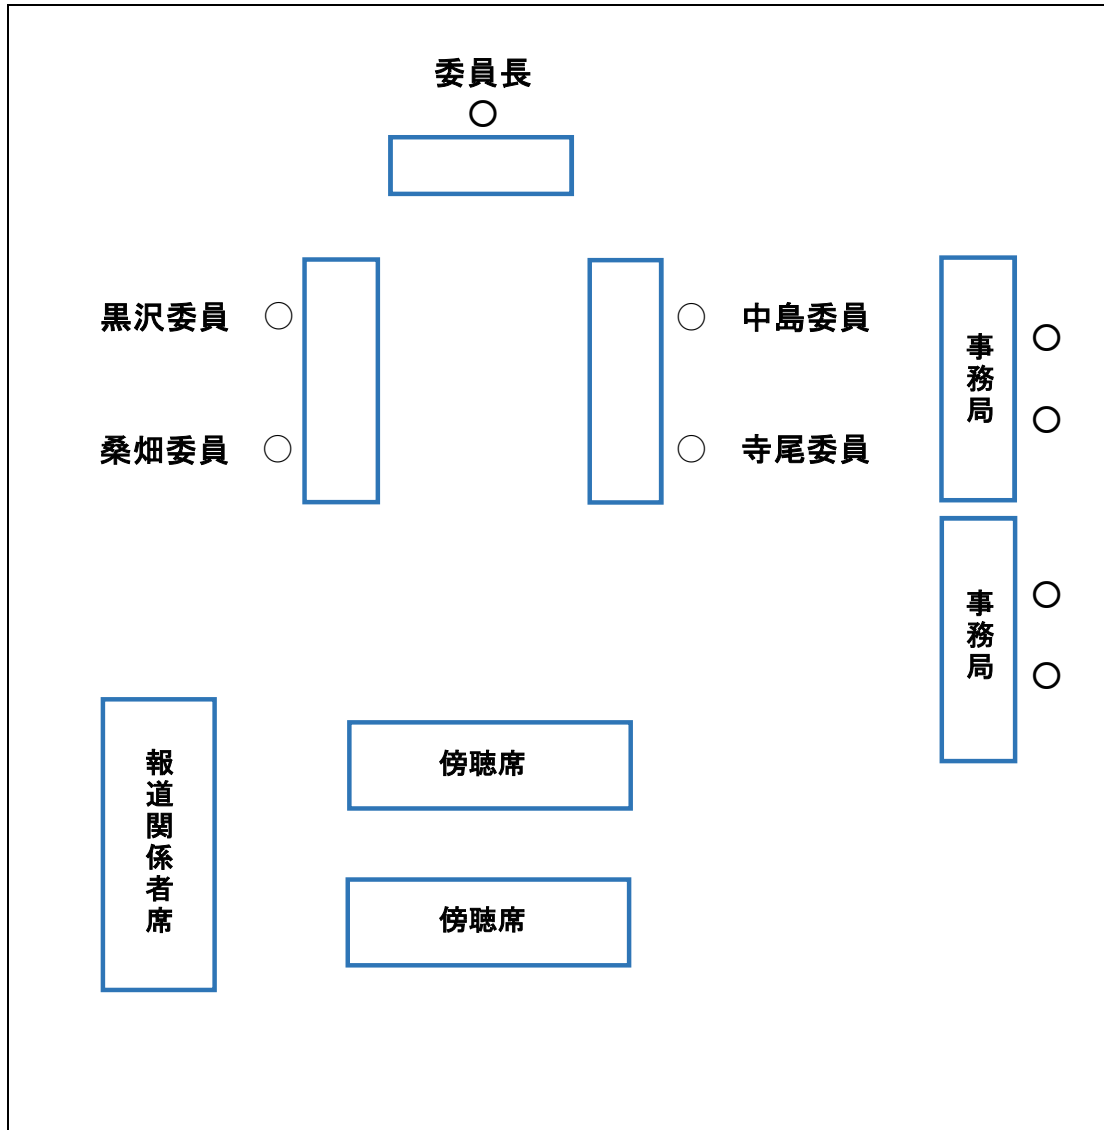 委員長
黒沢委員
中島委員
事務局
桑畑委員
寺尾委員
事務局
報道関係者席
傍聴席
傍聴席